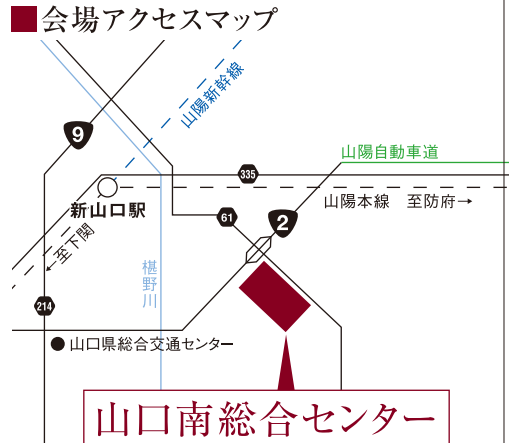 会場アクセスマップ
山陽新幹線
9
山陽自動車道
335
新山口駅
山陽本線 至防府→
61
2
←至下関
椹野川
214
山口県総合交通センター
山口南総合センター